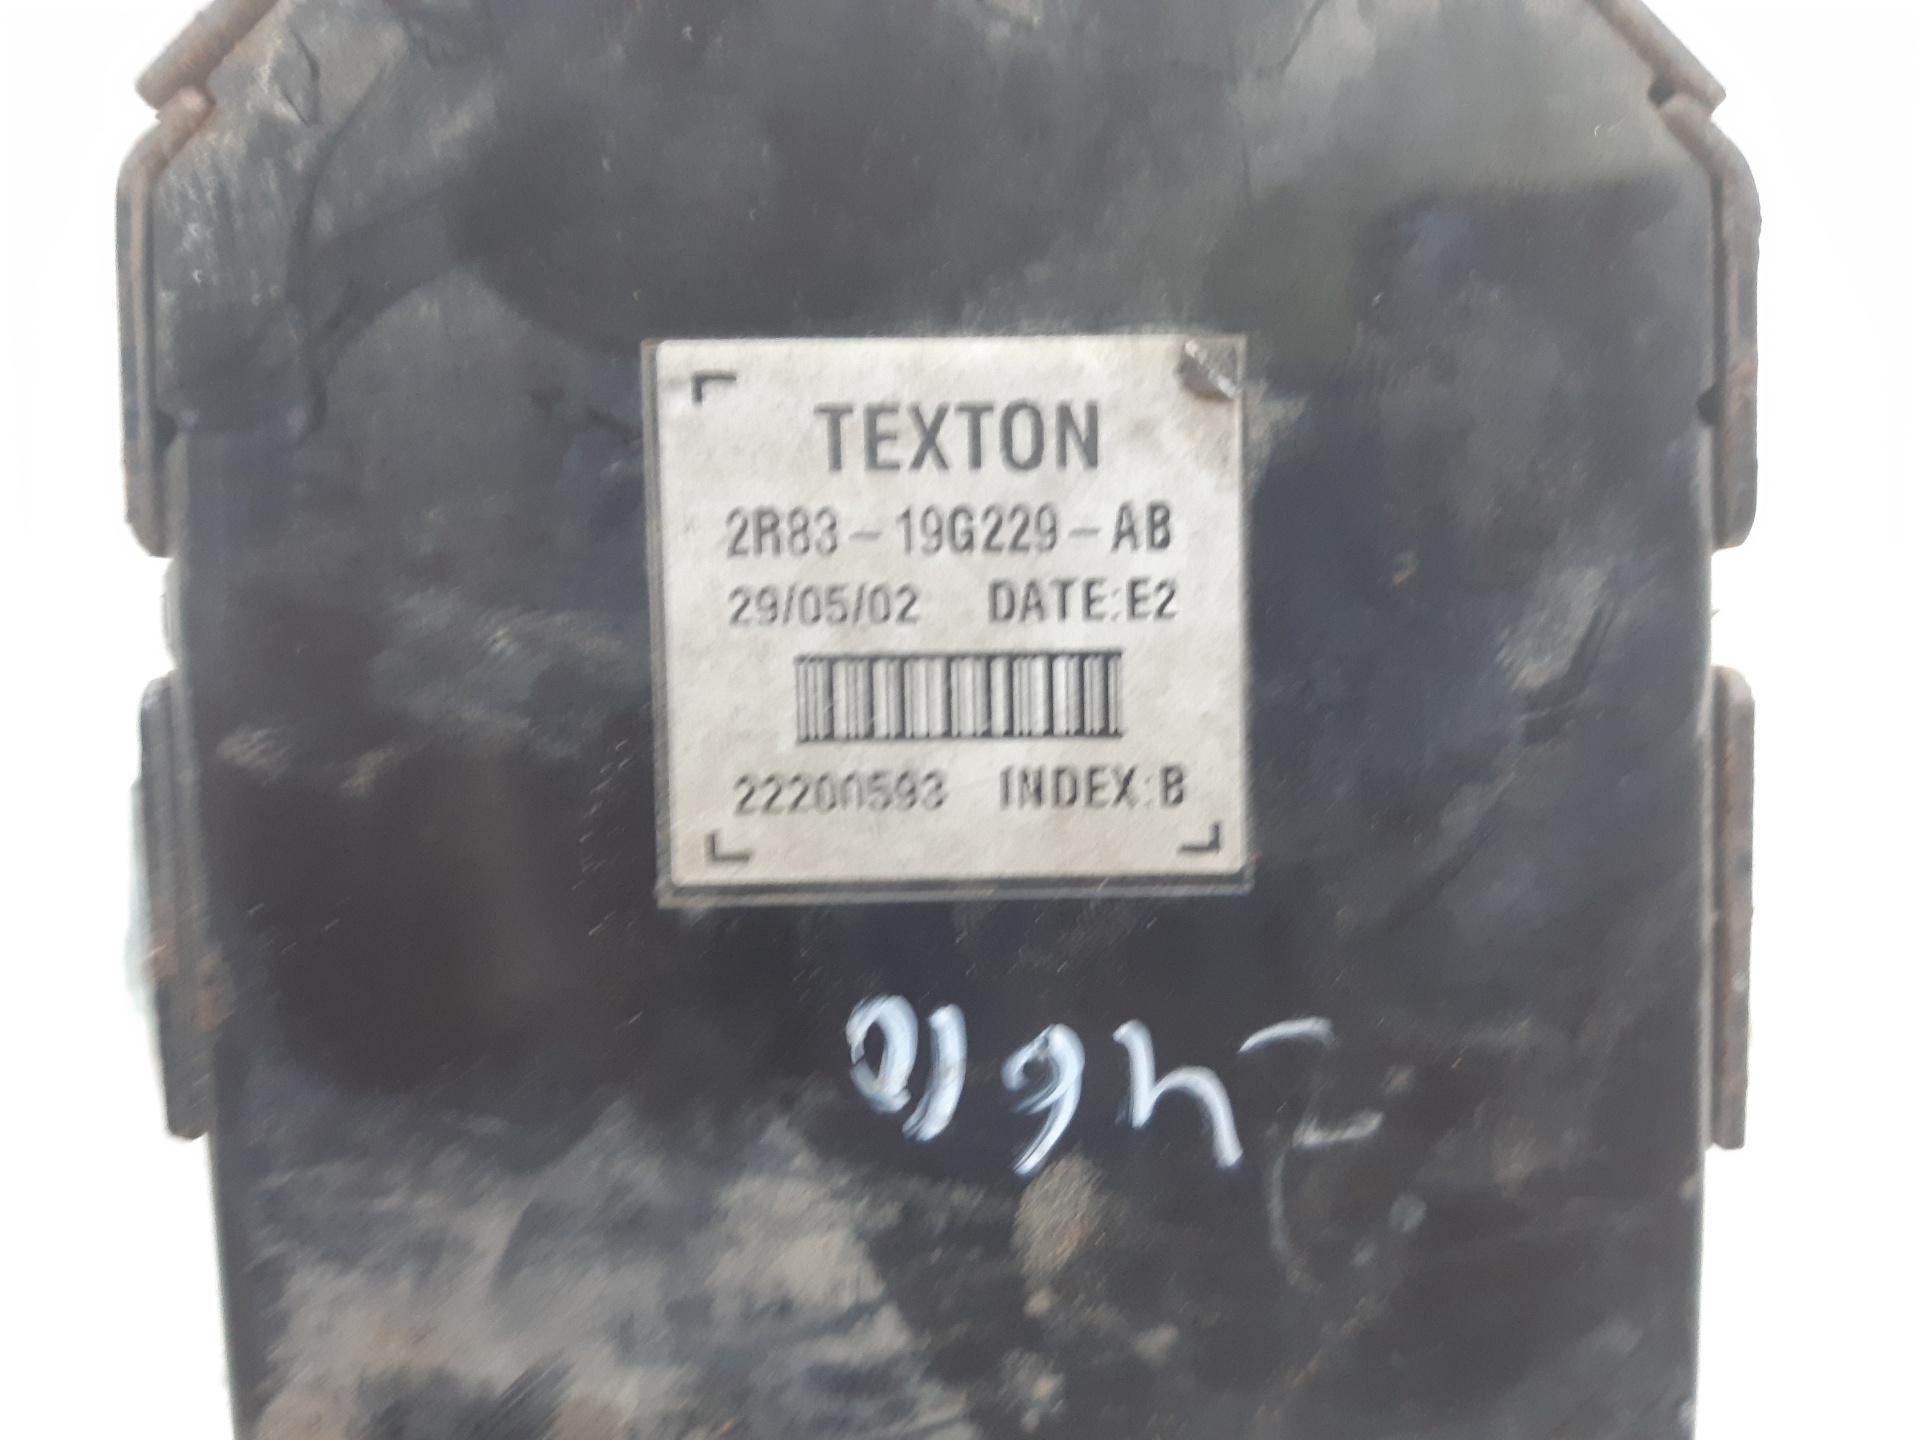 TEXTON
2R83-19G229-AB
29/05/02 DATE:E2
22200593 INDEX:B